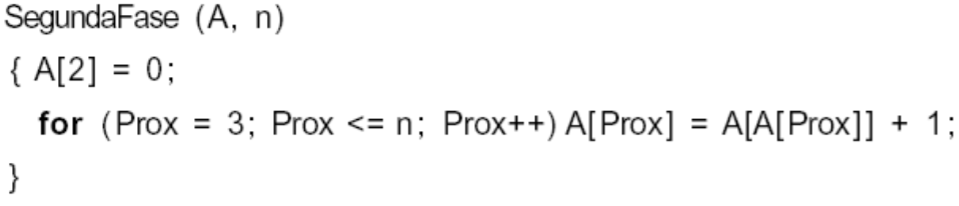 SegundaFase (A, n)
{ A[2] = 0;
for (Prox = 3; Prox <= n; Prox++) A[Prox] = A[A[Prox]] + 1;
}